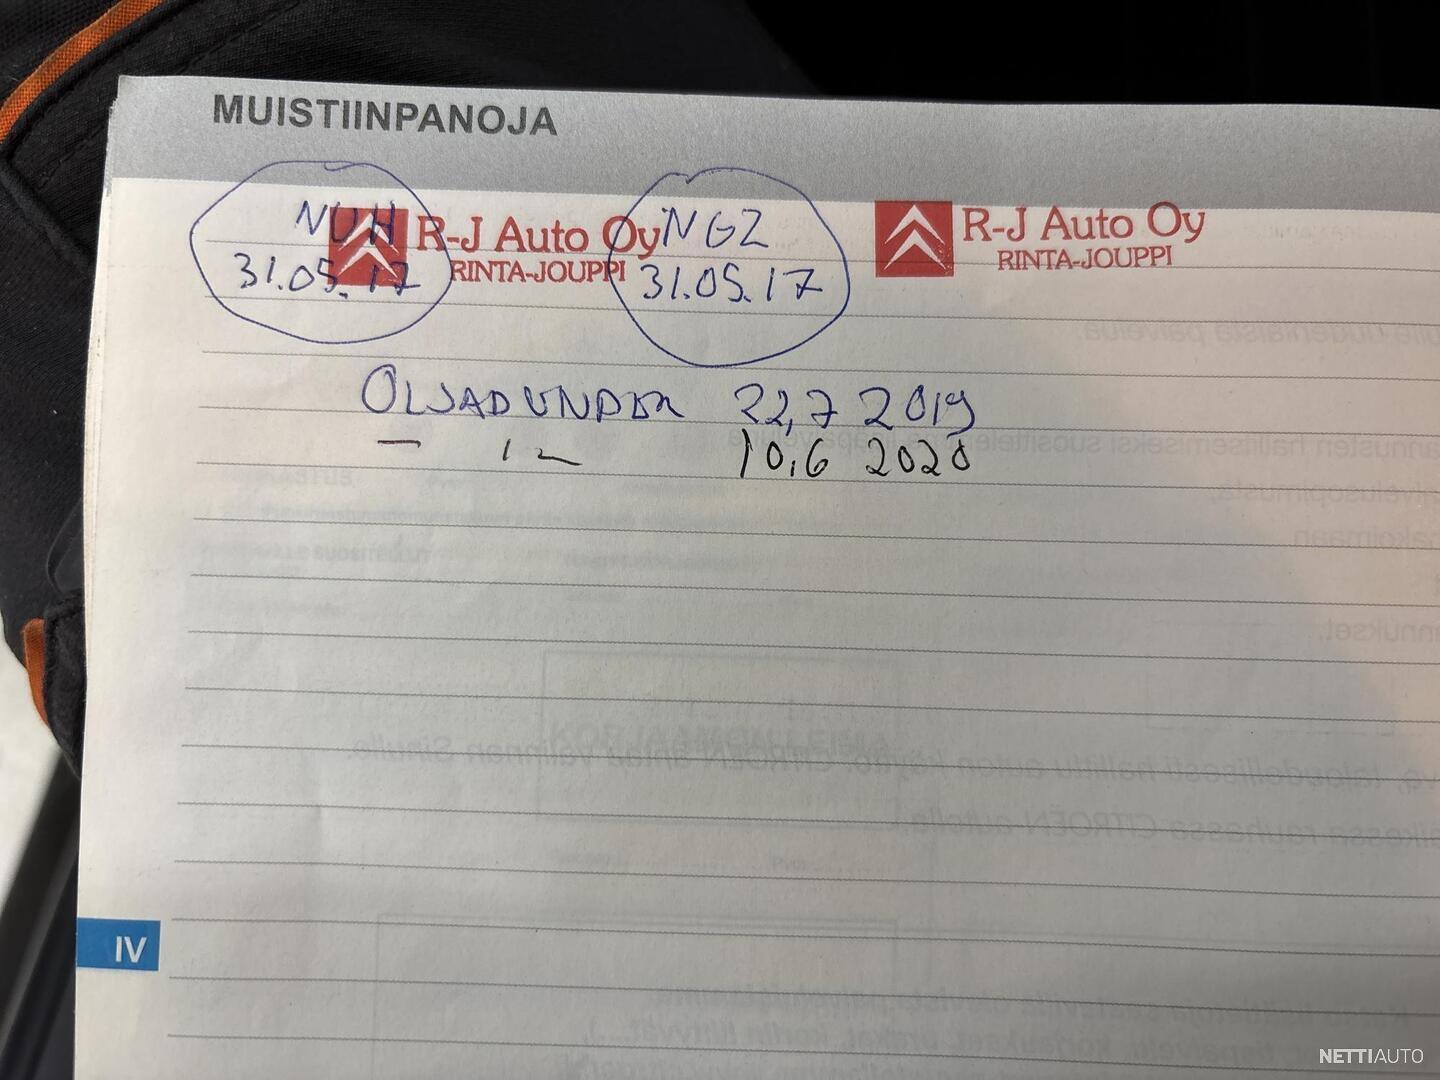 MUISTIINPANOJA
NUH R-J Auto Oy NGZ R-J Auto Oy
31.05.17 RINTA-JOUPPI 31.05.17 RINTA-JOUPPI
22,7 2019
10,6 2020
IV
NETTIAUTO